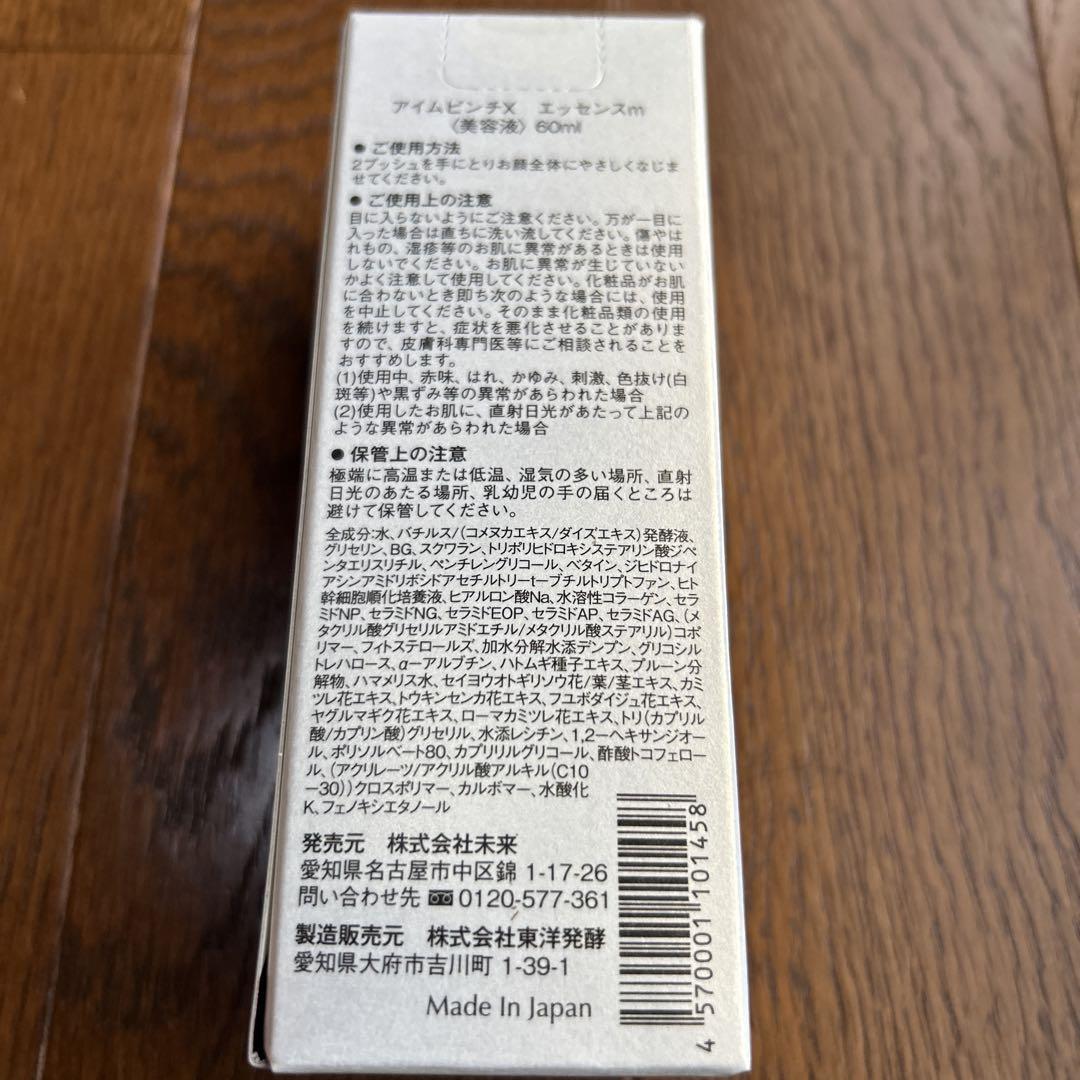 アイムピンチX　エッセンスm
〈美容液〉60ml
● ご使用方法
2プッシュを手にとりお顔全体にやさしくなじま
せてください。
● ご使用上の注意
目に入らないようにご注意ください。万が一目に
入った場合は直ちに洗い流してください。傷やは
れもの、湿疹等のお肌に異常があるときは使用
しないでください。お肌に異常が生じていない
かよく注意して使用してください。化粧品がお肌
に合わないとき即ち次のような場合には、使用
を中止してください。そのまま化粧品類の使用
を続けますと、症状を悪化させることがありま
すので、皮膚科専門医等にご相談されることを
おすすめします。
(1)使用中、赤味、はれ、かゆみ、刺激、色抜け(白
斑等)や黒ずみ等の異常があらわれた場合
(2)使用したお肌に、直射日光があたって上記の
ような異常があらわれた場合
● 保管上の注意
極端に高温または低温、湿気の多い場所、直射
日光のあたる場所、乳幼児の手の届くところは
避けて保管してください。
全成分:水、バチルス/(コメヌカエキス/ダイズエキス)発酵液、
グリセリン、BG、スクワラン、トリポリヒドロキシステアリン酸ジペ
ンタエリスリチル、ペンチレングリコール、ベタイン、ジヒドロナイ
アシンアミドリボシドアセチルトリーtーブチルトリプトファン、ヒト
幹細胞順化培養液、ヒアルロン酸Na、水溶性コラーゲン、セラ
ミドNP、セラミドNG、セラミドEOP、セラミドAP、セラミドAG、(メ
タクリル酸グリセリルアミドエチル/メタクリル酸ステアリル)コポ
リマー、フィトステロールズ、加水分解水添デンプン、グリコシル
トレハロース、α－アルブチン、ハトムギ種子エキス、プルーン分
解物、ハマメリス水、セイヨウオトギリソウ花/葉/茎エキス、カミ
ツレ花エキス、トウキンセンカ花エキス、フユボダイジュ花エキス、
ヤグルマギク花エキス、ローマカミツレ花エキス、トリ(カプリル
酸/カプリン酸)グリセリル、水添レシチン、1,2－ヘキサンジオー
ル、ポリソルベート80、カプリリルグリコール、酢酸トコフェロー
ル、(アクリレーツ/アクリル酸アルキル(C10
－30))クロスポリマー、カルボマー、水酸化
K、フェノキシエタノール
発売元　株式会社未来
愛知県名古屋市中区錦 1-17-26
問い合わせ先 0120-577-361
製造販売元　株式会社東洋発酵
愛知県大府市吉川町 1-39-1
Made In Japan
4 570001 101458